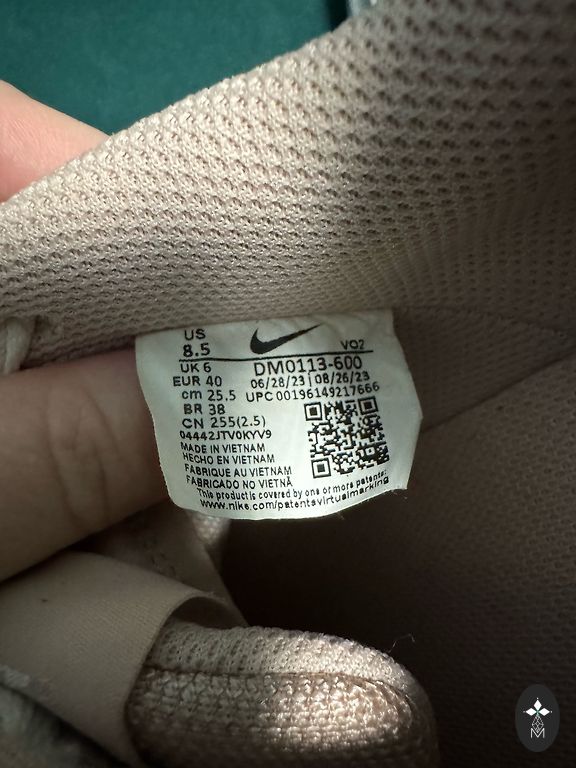 US
8.5
VO2
UK 6
DM0113-600
EUR 40
06/28/23 | 08/26/23
cm 25.5
UPC 00196149217666
BR 38
CN 255(2.5)
04442JTV0KYV9
MADE IN VIETNAM
HECHO EN VIETNAM
FABRIQUE AU VIETNAM
FABRICADO NO VIETNÃ
This product is covered by one or more patents:
www.nike.com/patentsvirtualmarking
M